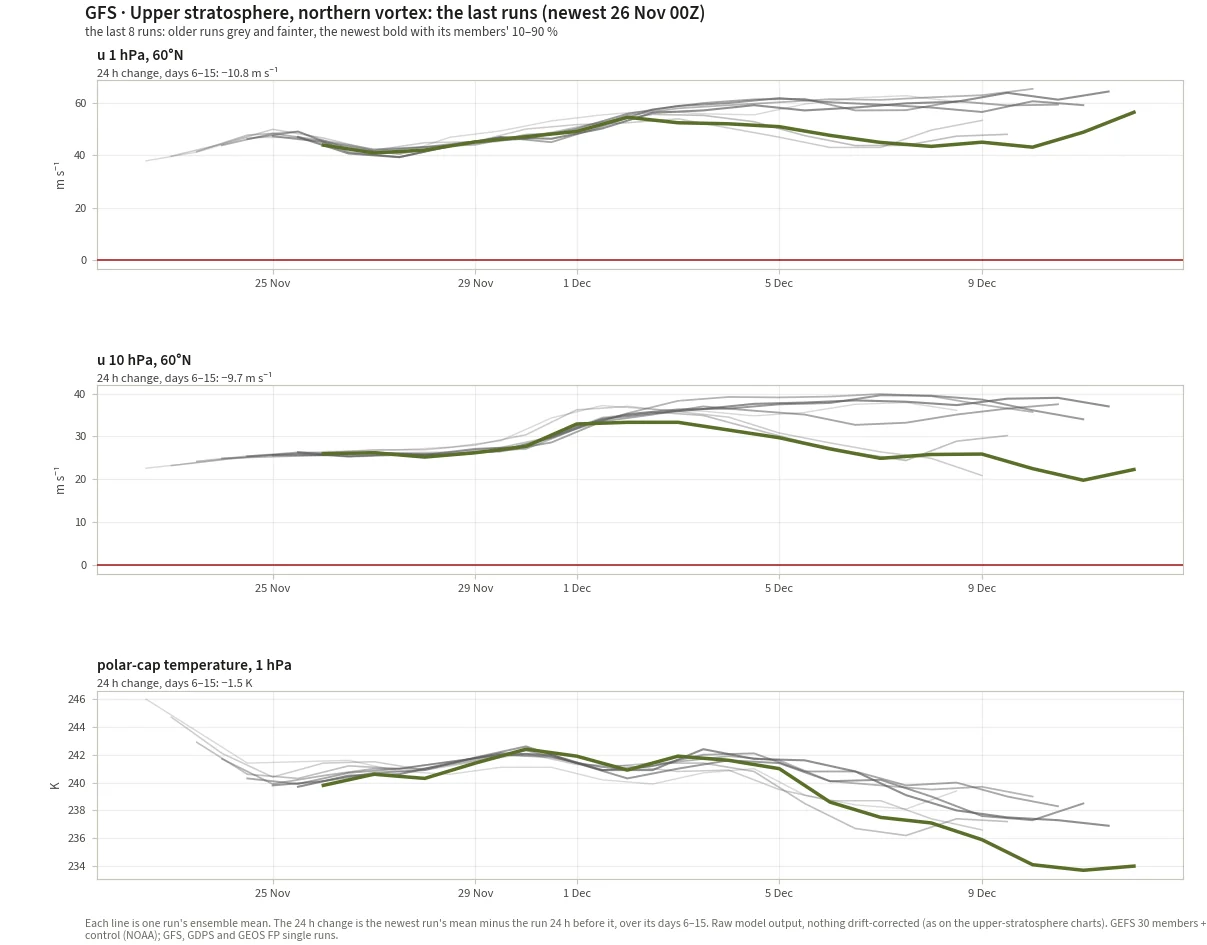 GFS · Upper stratosphere, northern vortex: the last runs (newest 26 Nov 00Z)
the last 8 runs: older runs grey and fainter, the newest bold with its members' 10–90 %
u 1 hPa, 60°N
24 h change, days 6–15: −10.8 m s⁻¹
60
40
20
0
m s⁻¹
25 Nov 29 Nov 1 Dec 5 Dec 9 Dec
u 10 hPa, 60°N
24 h change, days 6–15: −9.7 m s⁻¹
40
30
20
10
0
m s⁻¹
25 Nov 29 Nov 1 Dec 5 Dec 9 Dec
polar-cap temperature, 1 hPa
24 h change, days 6–15: −1.5 K
246
244
242
240
238
236
234
K
25 Nov 29 Nov 1 Dec 5 Dec 9 Dec
Each line is one run's ensemble mean. The 24 h change is the newest run's mean minus the run 24 h before it, over its days 6–15. Raw model output, nothing drift-corrected (as on the upper-stratosphere charts). GEFS 30 members +
control (NOAA); GFS, GDPS and GEOS FP single runs.